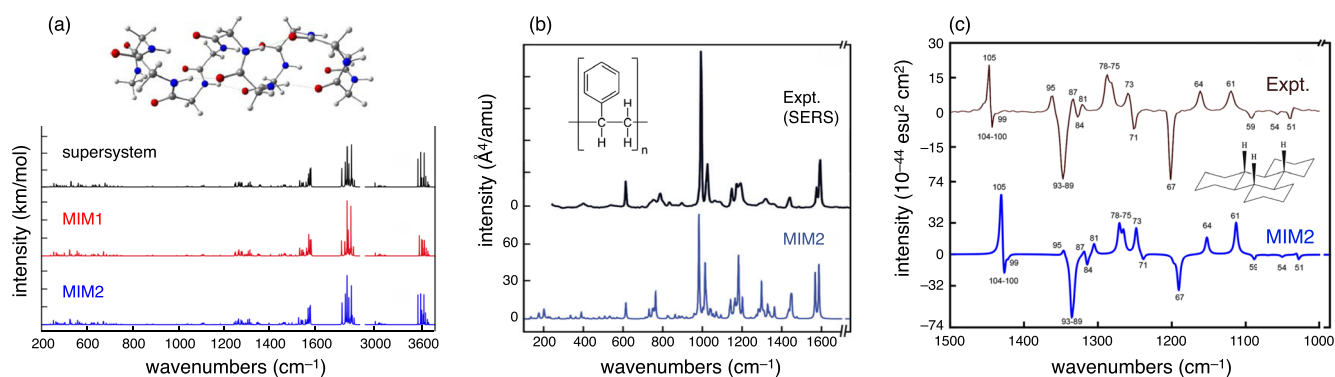 (a)
supersystem
MIM1
MIM2
intensity (km/mol)
200 600 1000 1400 1600 3000 3600
wavenumbers (cm⁻¹)
(b)
intensity (Å⁴/amu)
Expt.
(SERS)
H
C C
H H
n
0
MIM2
60
30
0
200 400 600 800 1000 1200 1400 1600
wavenumbers (cm⁻¹)
(c)
intensity (10⁻⁴⁴ esu² cm²)
30
15
0
−15
74
32
0
−32
−74
105
104-100
99
95
93-89
87
84
81
78-75
73
71
67
64
61
59
54
51
Expt.
H H
H
105
104-100
99
95
93-89
87
84
81
78-75
73
71
67
64
61
59
54
51
MIM2
1500 1400 1300 1200 1100 1000
wavenumbers (cm⁻¹)